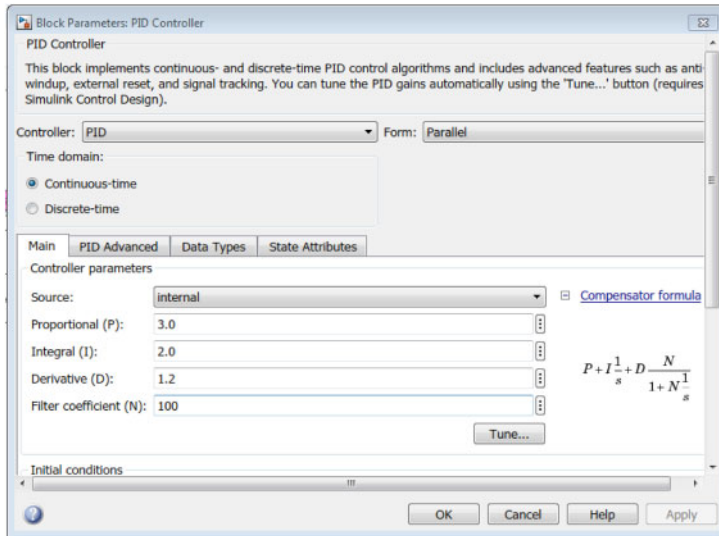 Block Parameters: PID Controller
PID Controller
This block implements continuous- and discrete-time PID control algorithms and includes advanced features such as anti-
windup, external reset, and signal tracking. You can tune the PID gains automatically using the 'Tune...' button (requires
Simulink Control Design).
Controller: PID Form: Parallel
Time domain:
Continuous-time
Discrete-time
Main PID Advanced Data Types State Attributes
Controller parameters
Source: internal Compensator formula
Proportional (P): 3.0
Integral (I): 2.0
Derivative (D): 1.2
Filter coefficient (N): 100
P+I 1/s +D N/(1+N 1/s)
Tune...
Initial conditions
OK Cancel Help Apply